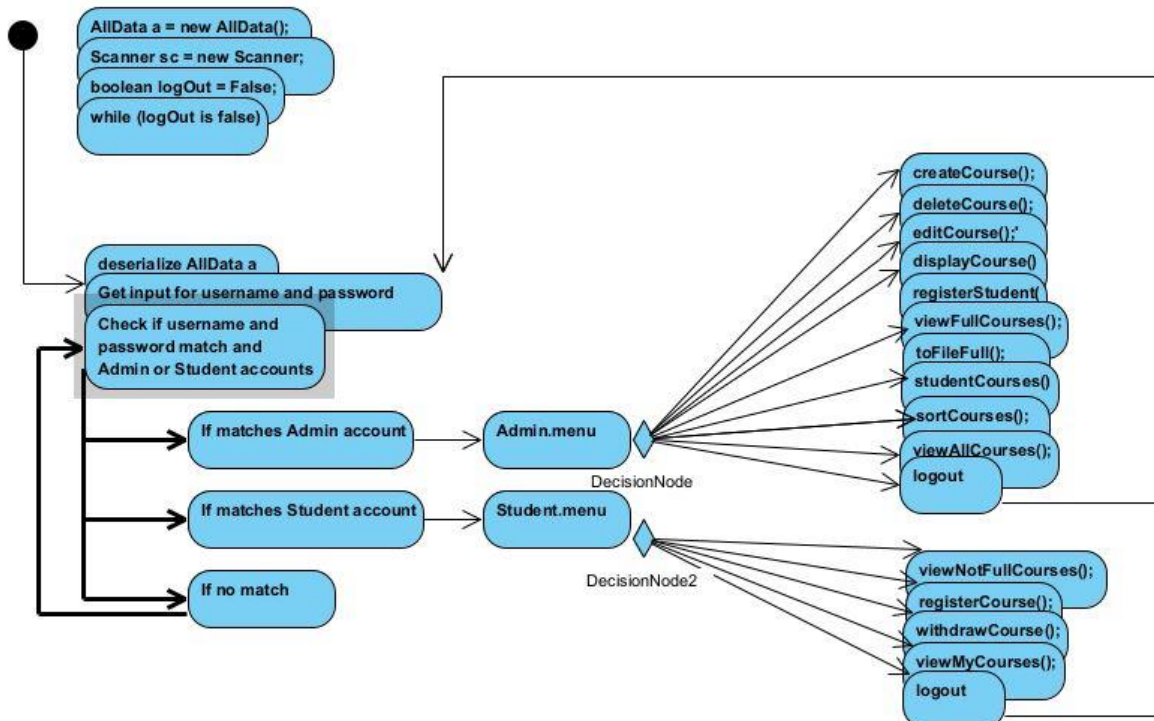 AllData a = new AllData();
Scanner sc = new Scanner;
boolean logOut = False;
while (logOut is false)
deserialize AllData a
Get input for username and password
Check if username and
password match and
Admin or Student accounts
If matches Admin account
Admin.menu
DecisionNode
If matches Student account
Student.menu
DecisionNode2
If no match
createCourse();
deleteCourse();
editCourse();'
displayCourse()
registerStudent(
viewFullCourses();
toFileFull();
studentCourses()
sortCourses();
viewAllCourses();
logout
viewNotFullCourses();
registerCourse();
withdrawCourse();
viewMyCourses();
logout